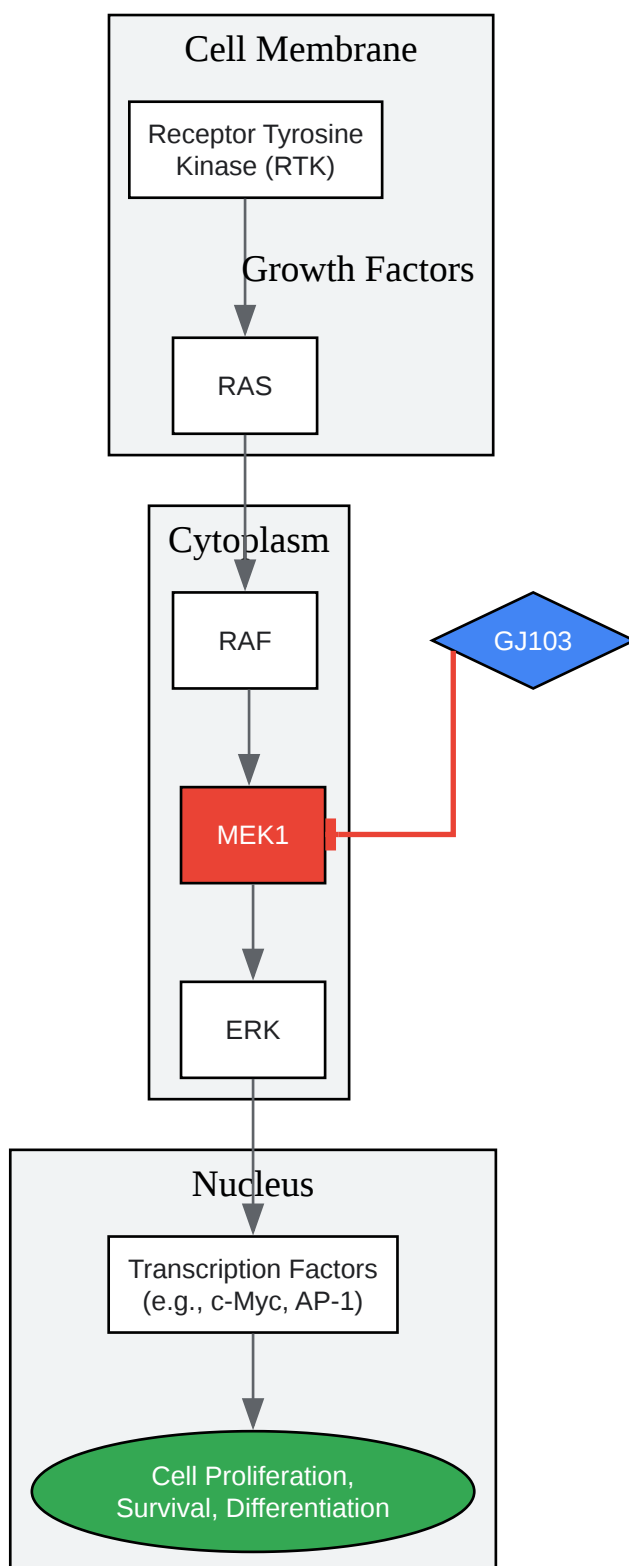 Cell Membrane
Receptor Tyrosine
Kinase (RTK)
Growth Factors
RAS
Cytoplasm
RAF
GJ103
MEK1
ERK
Nucleus
Transcription Factors
(e.g., c-Myc, AP-1)
Cell Proliferation,
Survival, Differentiation